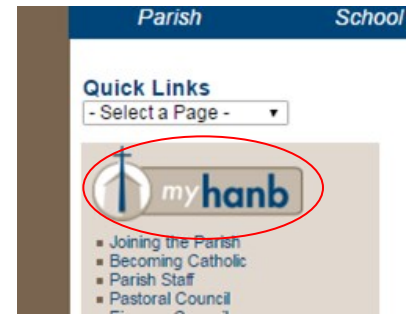 Parish School
Quick Links
- Select a Page -
my hanb
Joining the Parish
Becoming Catholic
Parish Staff
Pastoral Council